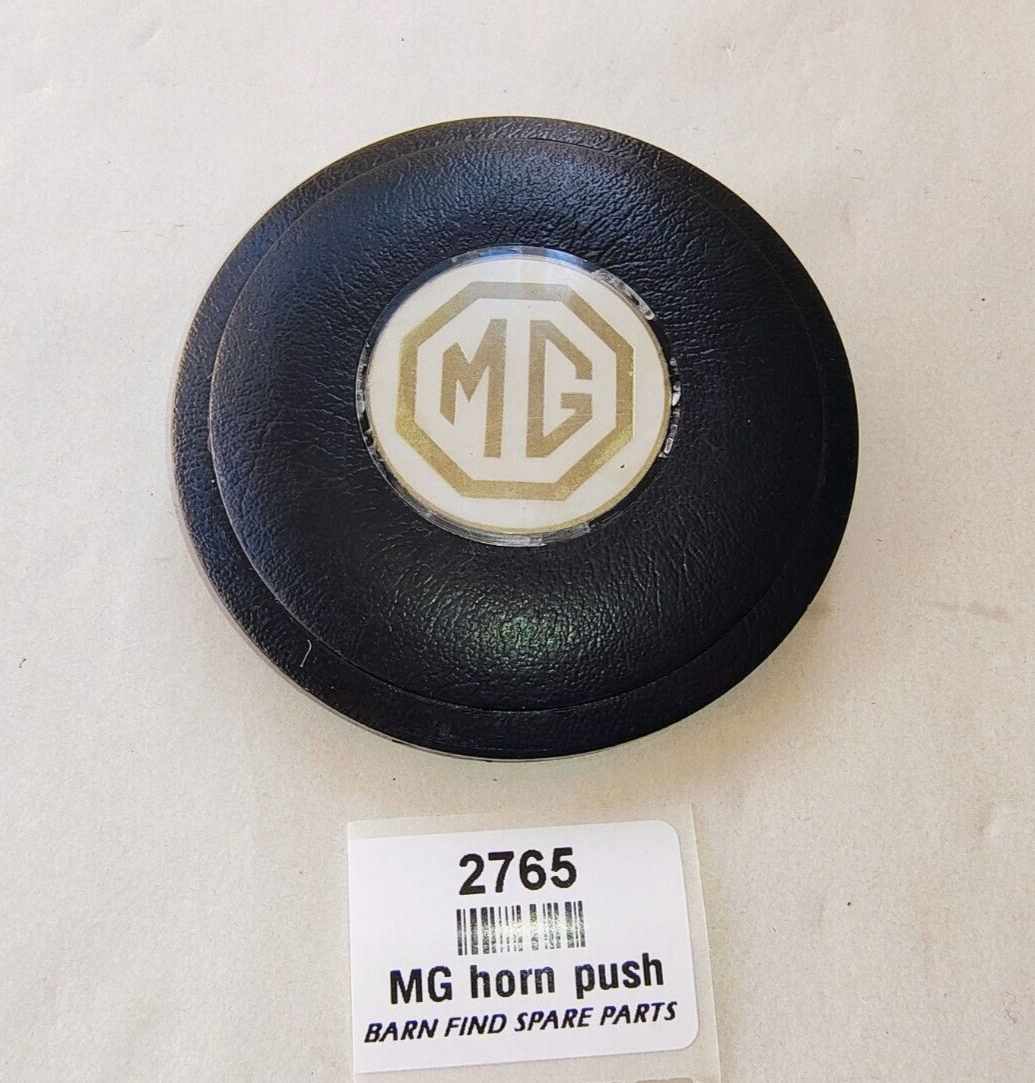 MG
2765
MG horn push
BARN FIND SPARE PARTS